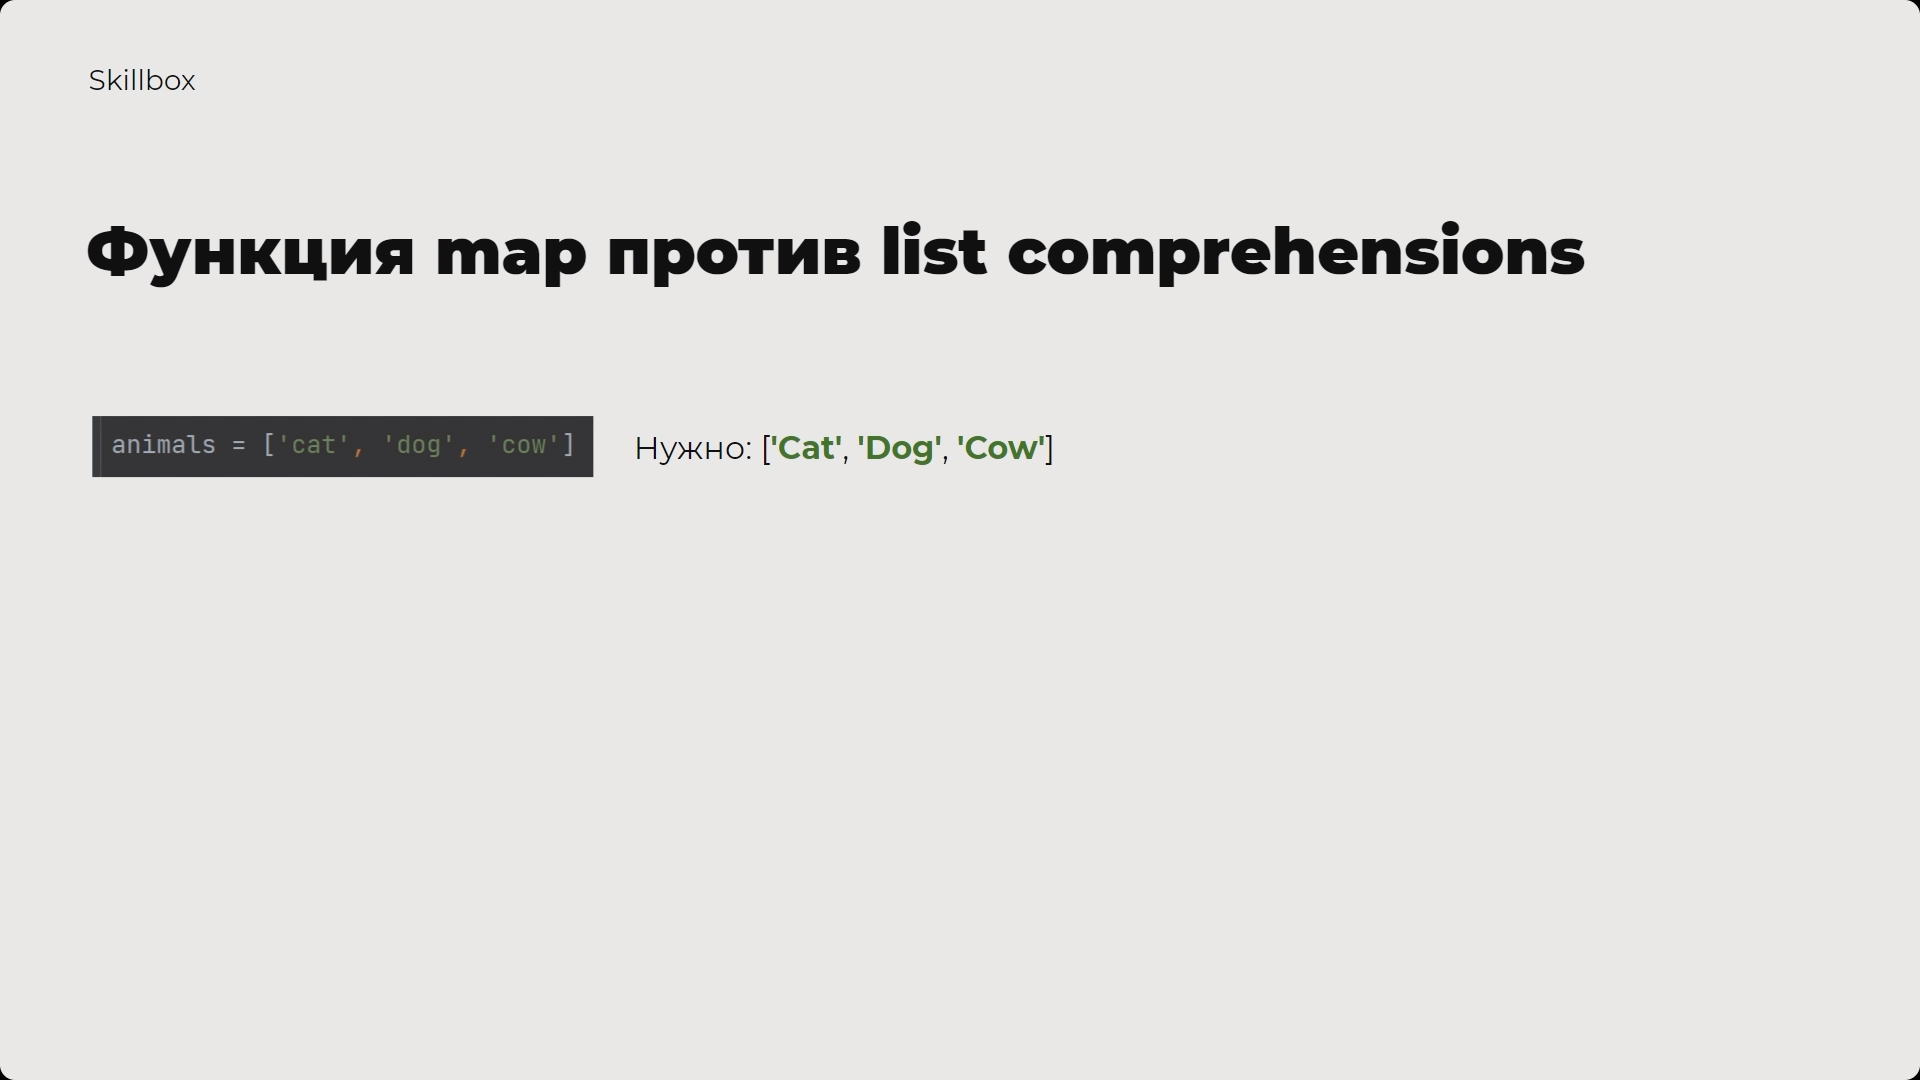 Skillbox
Функция map против list comprehensions
animals = ['cat', 'dog', 'cow']
Нужно: ['Cat', 'Dog', 'Cow']